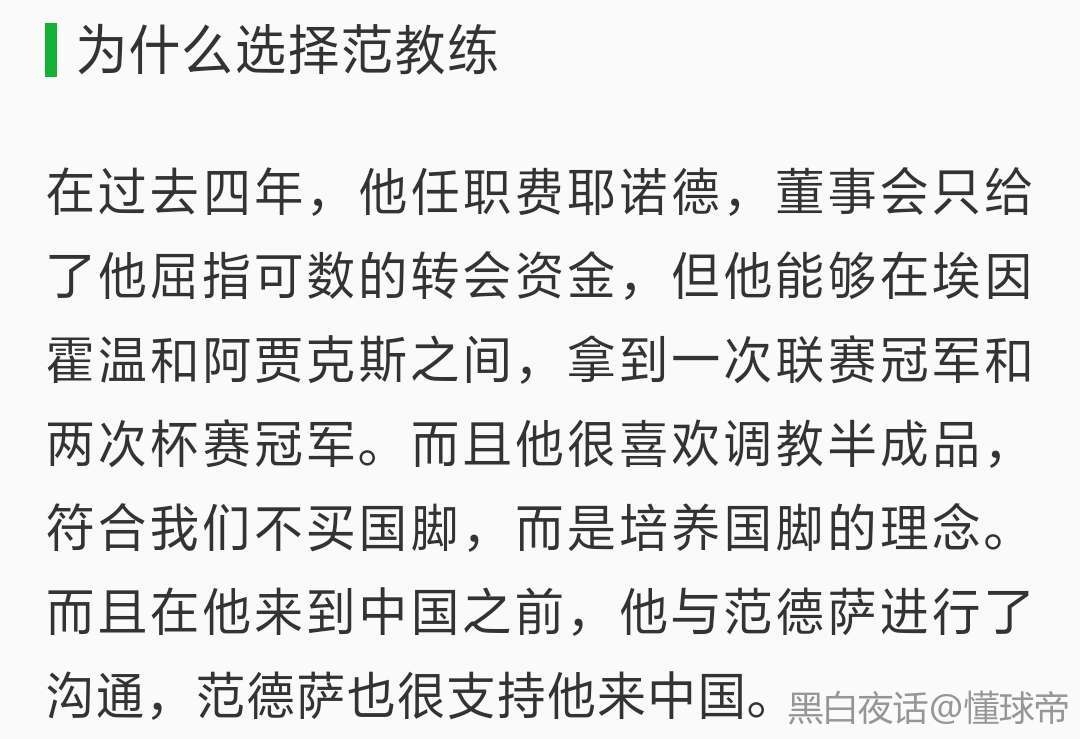 为什么选择范教练
在过去四年，他任职费耶诺德，董事会只给
了他屈指可数的转会资金，但他能够在埃因
霍温和阿贾克斯之间，拿到一次联赛冠军和
两次杯赛冠军。而且他很喜欢调教半成品，
符合我们不买国脚，而是培养国脚的理念。
而且在他来到中国之前，他与范德萨进行了
沟通，范德萨也很支持他来中国。
黑白夜话@懂球帝